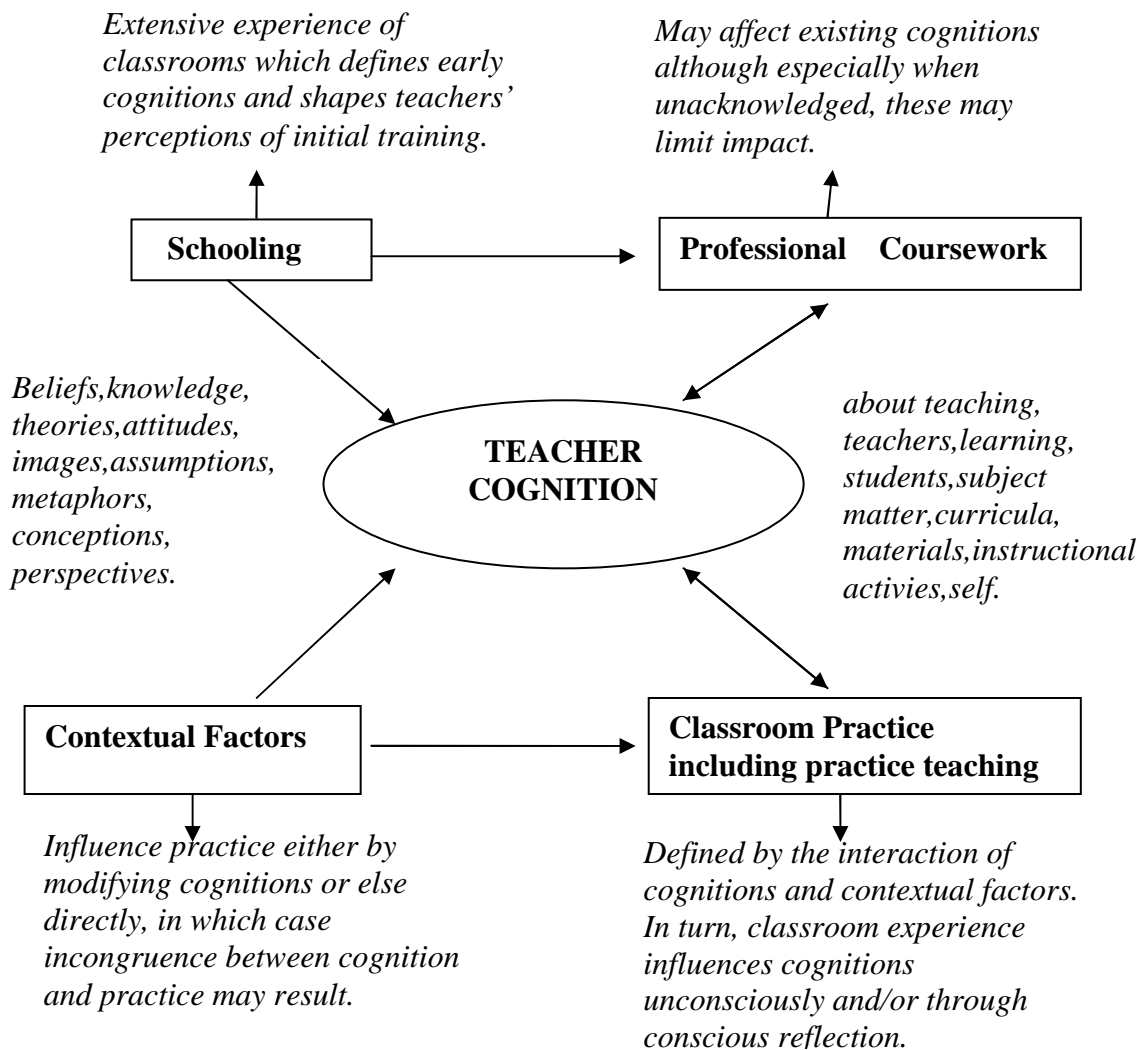 Extensive experience of
classrooms which defines early
cognitions and shapes teachers’
perceptions of initial training.
May affect existing cognitions
although especially when
unacknowledged, these may
limit impact.
Schooling
Professional Coursework
Beliefs,knowledge,
theories,attitudes,
images,assumptions,
metaphors,
conceptions,
perspectives.
TEACHER
COGNITION
about teaching,
teachers,learning,
students,subject
matter,curricula,
materials,instructional
activies,self.
Contextual Factors
Classroom Practice
including practice teaching
Influence practice either by
modifying cognitions or else
directly, in which case
incongruence between cognition
and practice may result.
Defined by the interaction of
cognitions and contextual factors.
In turn, classroom experience
influences cognitions
unconsciously and/or through
conscious reflection.